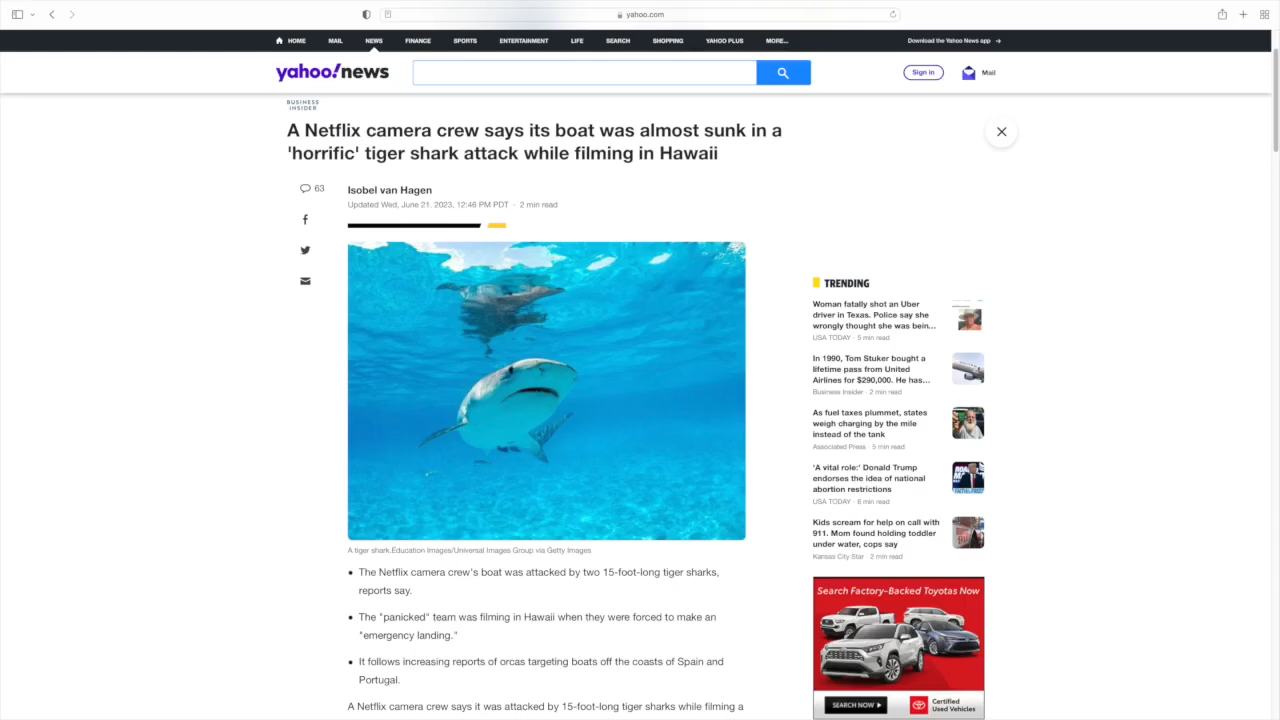 yahoo.com
HOME MAIL NEWS FINANCE SPORTS ENTERTAINMENT LIFE SEARCH SHOPPING YAHOO PLUS MORE... Download the Yahoo News app →
yahoo!news
Sign in
Mail
BUSINESS
INSIDER
A Netflix camera crew says its boat was almost sunk in a
'horrific' tiger shark attack while filming in Hawaii
63
Isobel van Hagen
Updated Wed, June 21, 2023, 12:46 PM PDT · 2 min read
A tiger shark.Education Images/Universal Images Group via Getty Images
• The Netflix camera crew's boat was attacked by two 15-foot-long tiger sharks,
reports say.
• The "panicked" team was filming in Hawaii when they were forced to make an
"emergency landing."
• It follows increasing reports of orcas targeting boats off the coasts of Spain and
Portugal.
A Netflix camera crew says it was attacked by 15-foot-long tiger sharks while filming a
TRENDING
Woman fatally shot an Uber
driver in Texas. Police say she
wrongly thought she was bein...
USA TODAY · 5 min read
In 1990, Tom Stuker bought a
lifetime pass from United
Airlines for $290,000. He has...
Business Insider · 2 min read
As fuel taxes plummet, states
weigh charging by the mile
instead of the tank
Associated Press · 5 min read
'A vital role:' Donald Trump
endorses the idea of national
abortion restrictions
USA TODAY · 6 min read
Kids scream for help on call with
911. Mom found holding toddler
under water, cops say
Kansas City Star · 2 min read
Search Factory-Backed Toyotas Now
SEARCH NOW ▶
Certified
Used Vehicles